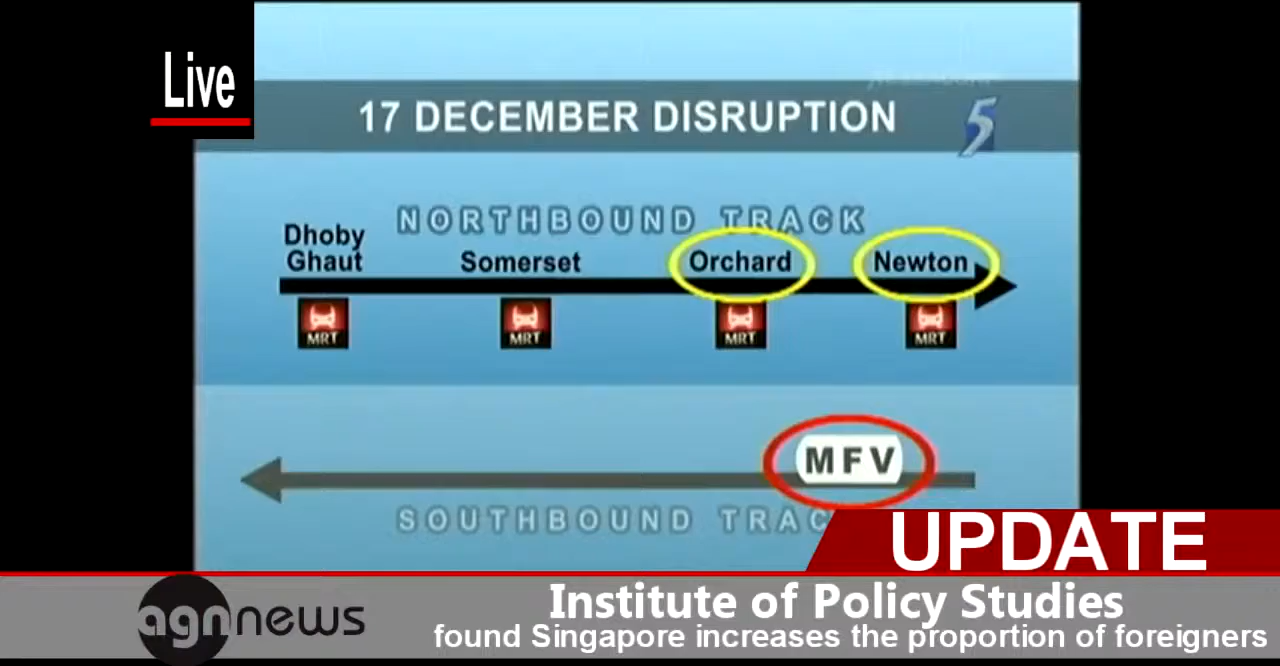 Live
17 DECEMBER DISRUPTION
5
NORTHBOUND TRACK
Dhoby
Ghaut
Somerset
Orchard
Newton
MRT
MRT
MRT
MRT
MFV
SOUTHBOUND TRAC
UPDATE
agnnews
Institute of Policy Studies
found Singapore increases the proportion of foreigners